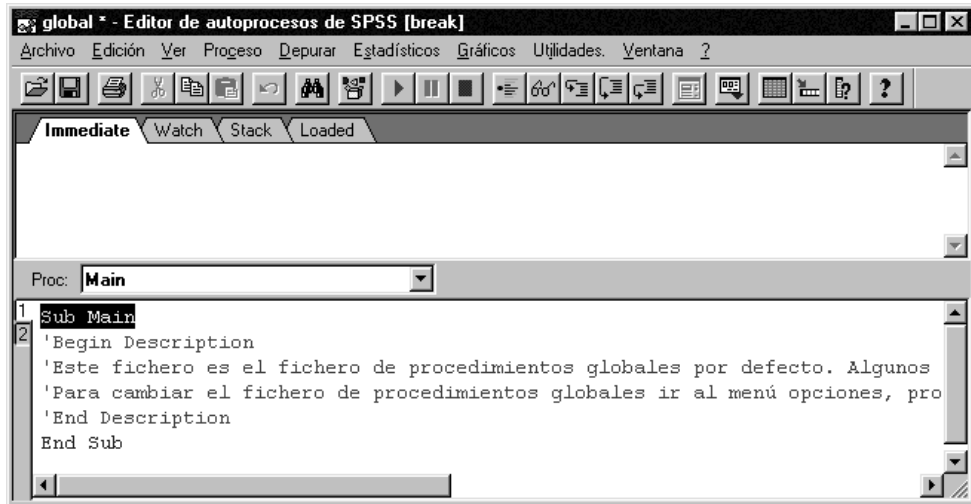 global * - Editor de autoprocesos de SPSS [break]
Archivo Edición Ver Proceso Depurar Estadísticos Gráficos Utilidades. Ventana ?
Immediate Watch Stack Loaded
Proc: Main
1
2
Sub Main
'Begin Description
'Este fichero es el fichero de procedimientos globales por defecto. Algunos
'Para cambiar el fichero de procedimientos globales ir al menú opciones, pro
'End Description
End Sub